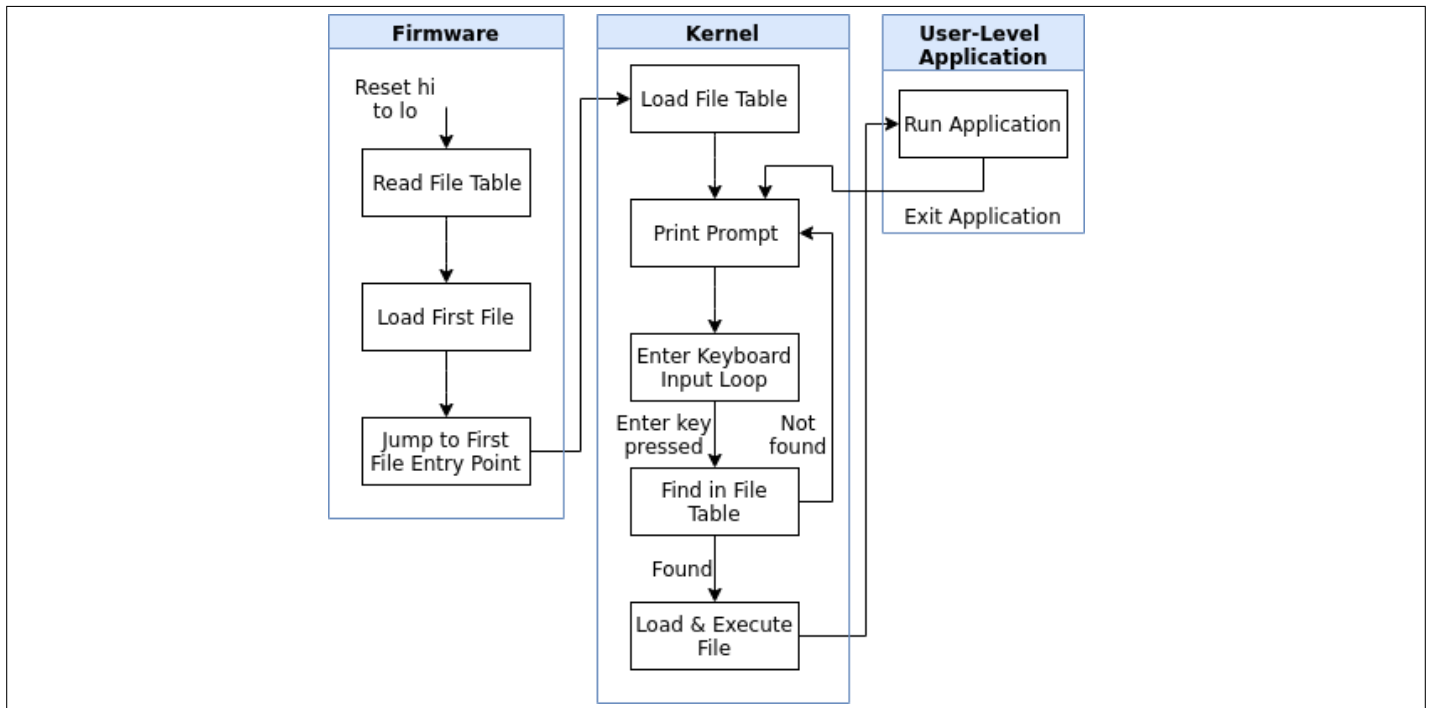 Firmware
Reset hi
to lo
Read File Table
Load First File
Jump to First
File Entry Point
Kernel
Load File Table
Print Prompt
Enter Keyboard
Input Loop
Enter key
pressed
Not
found
Find in File
Table
Found
Load & Execute
File
User-Level
Application
Run Application
Exit Application